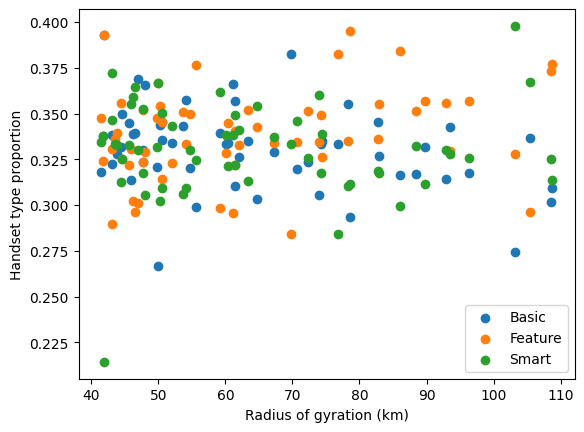 0.400
0.375
0.350
0.325
0.300
0.275
0.250
0.225
Handset type proportion
Basic
Feature
Smart
40 50 60 70 80 90 100 110
Radius of gyration (km)